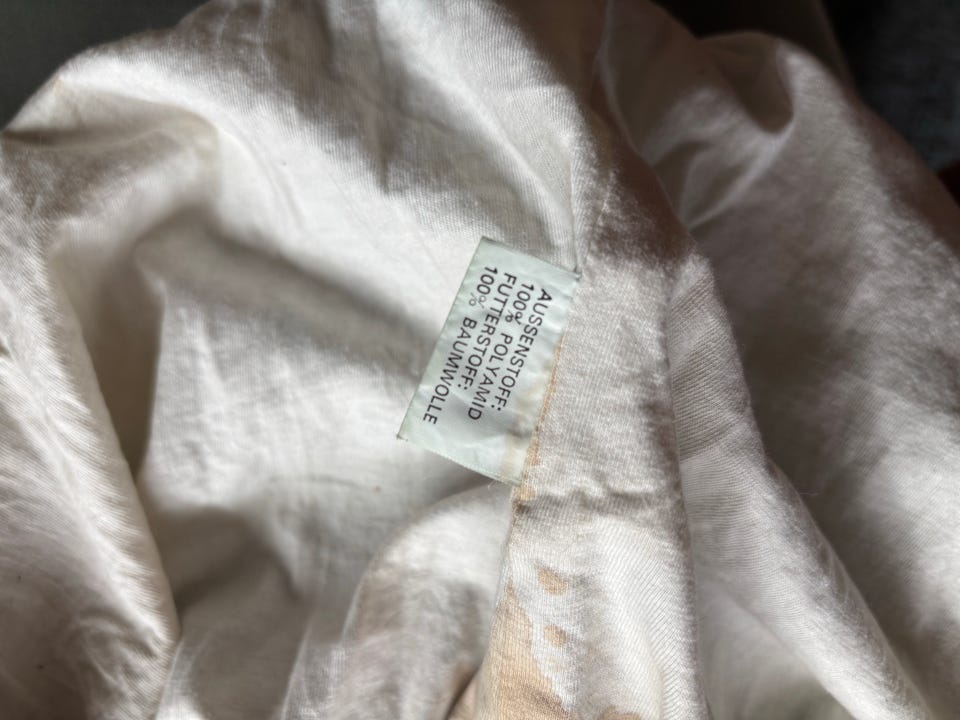 AUSSENSTOFF:
100% POLYAMID
FUTTERSTOFF:
100% BAUMWOLLE